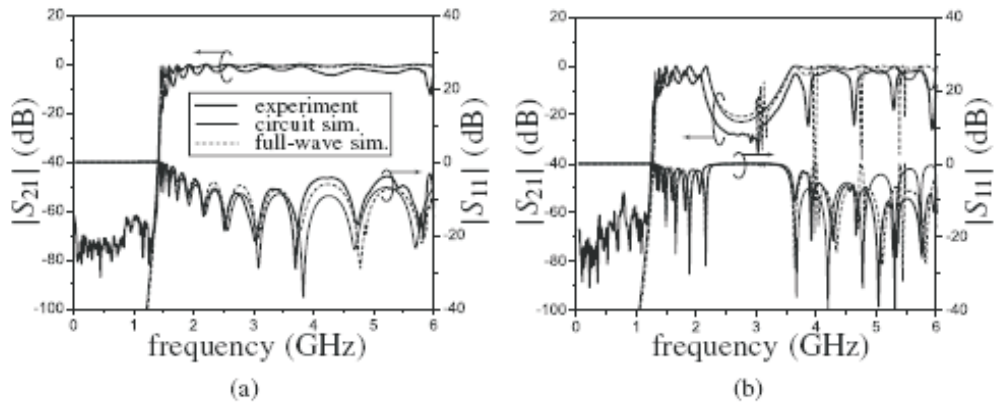 20
0
-20
-40
-60
-80
-100
|S21| (dB)
40
20
0
-20
-40
|S11| (dB)
experiment
circuit sim.
full-wave sim.
0 1 2 3 4 5 6
frequency (GHz)
(a)
20
0
-20
-40
-60
-80
-100
|S21| (dB)
40
20
0
-20
-40
|S11| (dB)
0 1 2 3 4 5 6
frequency (GHz)
(b)